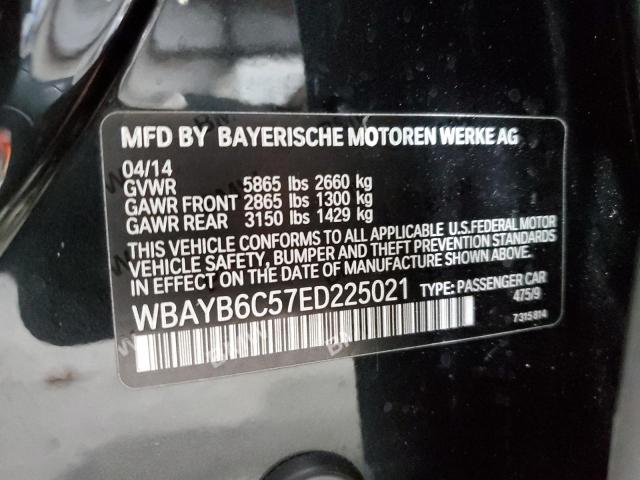 MFD BY BAYERISCHE MOTOREN WERKE AG
04/14
GVWR 5865 lbs 2660 kg
GAWR FRONT 2865 lbs 1300 kg
GAWR REAR 3150 lbs 1429 kg
THIS VEHICLE CONFORMS TO ALL APPLICABLE U.S.FEDERAL MOTOR
VEHICLE SAFETY, BUMPER AND THEFT PREVENTION STANDARDS
IN EFFECT ON THE DATE OF MANUFACTURE SHOWN ABOVE.
WBAYB6C57ED225021 TYPE: PASSENGER CAR
475/9
7315814